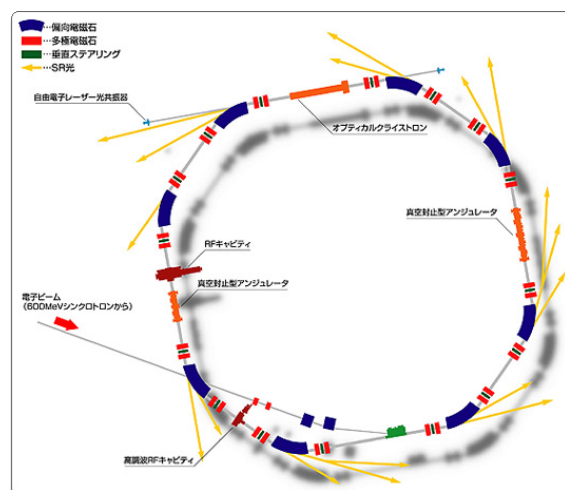 …偏向電磁石
…多極電磁石
…垂直ステアリング
…SR光
自由電子レーザー光共振器
オプティカルクライストロン
真空封止型アンジュレータ
RFキャビティ
真空封止型アンジュレータ
電子ビーム
(600MeVシンクロトロンから)
高調波RFキャビティ